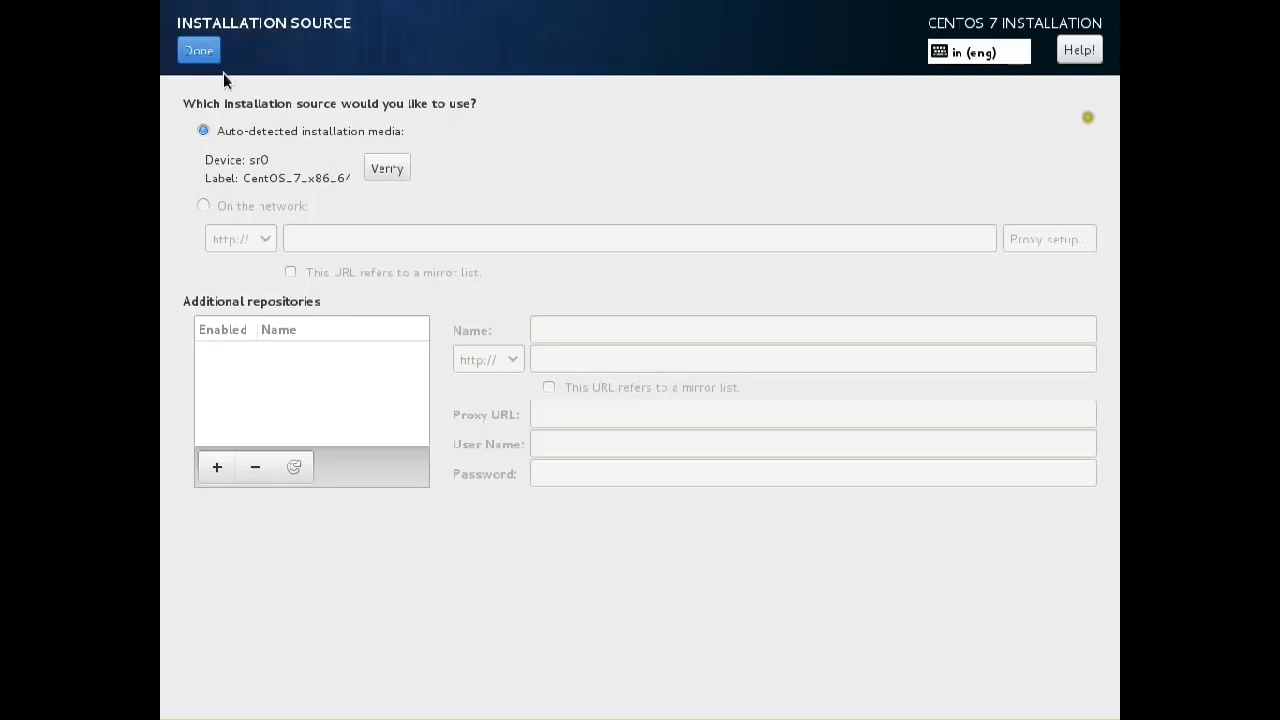 INSTALLATION SOURCE
CENTOS 7 INSTALLATION
Done
in (eng)
Help!
Which installation source would you like to use?
Auto-detected installation media:
Device: sr0
Label: CentOS_7_x86_64
Verify
On the network:
http://
Proxy setup...
This URL refers to a mirror list.
Additional repositories
Enabled Name
Name:
http://
This URL refers to a mirror list.
Proxy URL:
User Name:
Password: